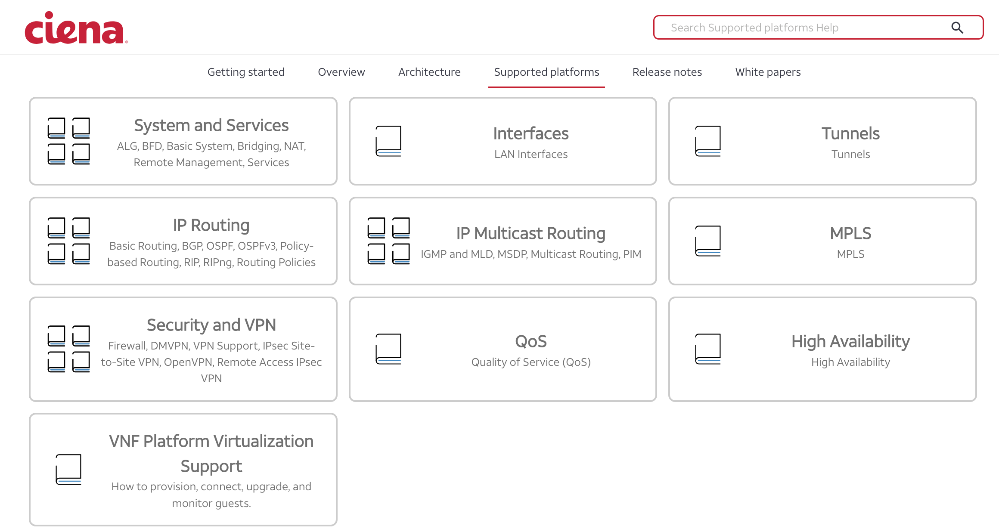 ciena®
Search Supported platforms Help
Getting started
Overview
Architecture
Supported platforms
Release notes
White papers
System and Services
ALG, BFD, Basic System, Bridging, NAT,
Remote Management, Services
Interfaces
LAN Interfaces
Tunnels
Tunnels
IP Routing
Basic Routing, BGP, OSPF, OSPFv3, Policy-
based Routing, RIP, RIPng, Routing Policies
IP Multicast Routing
IGMP and MLD, MSDP, Multicast Routing, PIM
MPLS
MPLS
Security and VPN
Firewall, DMVPN, VPN Support, IPsec Site-
to-Site VPN, OpenVPN, Remote Access IPsec
VPN
QoS
Quality of Service (QoS)
High Availability
High Availability
VNF Platform Virtualization
Support
How to provision, connect, upgrade, and
monitor guests.